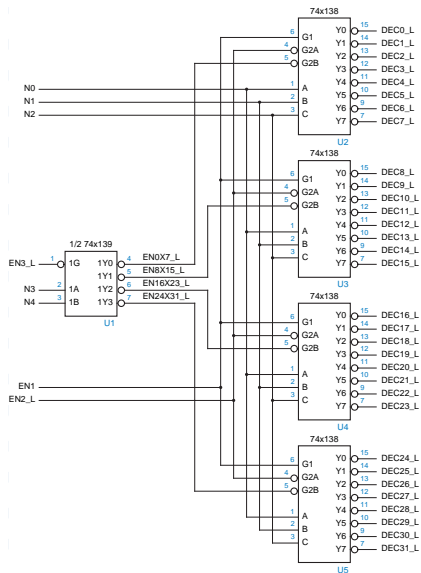 74x138
6 G1
4 G2A
5 G2B
1 A
2 B
3 C
Y0 15 DEC0_L
Y1 14 DEC1_L
Y2 13 DEC2_L
Y3 12 DEC3_L
Y4 11 DEC4_L
Y5 10 DEC5_L
Y6 9 DEC6_L
Y7 7 DEC7_L
U2
N0
N1
N2
74x138
6 G1
4 G2A
5 G2B
1 A
2 B
3 C
Y0 15 DEC8_L
Y1 14 DEC9_L
Y2 13 DEC10_L
Y3 12 DEC11_L
Y4 11 DEC12_L
Y5 10 DEC13_L
Y6 9 DEC14_L
Y7 7 DEC15_L
U3
1/2 74x139
EN3_L 1 1G
N3 2 1A
N4 3 1B
1Y0 4 EN0X7_L
1Y1 5 EN8X15_L
1Y2 6 EN16X23_L
1Y3 7 EN24X31_L
U1
74x138
6 G1
4 G2A
5 G2B
1 A
2 B
3 C
Y0 15 DEC16_L
Y1 14 DEC17_L
Y2 13 DEC18_L
Y3 12 DEC19_L
Y4 11 DEC20_L
Y5 10 DEC21_L
Y6 9 DEC22_L
Y7 7 DEC23_L
U4
EN1
EN2_L
74x138
6 G1
4 G2A
5 G2B
1 A
2 B
3 C
Y0 15 DEC24_L
Y1 14 DEC25_L
Y2 13 DEC26_L
Y3 12 DEC27_L
Y4 11 DEC28_L
Y5 10 DEC29_L
Y6 9 DEC30_L
Y7 7 DEC31_L
U5